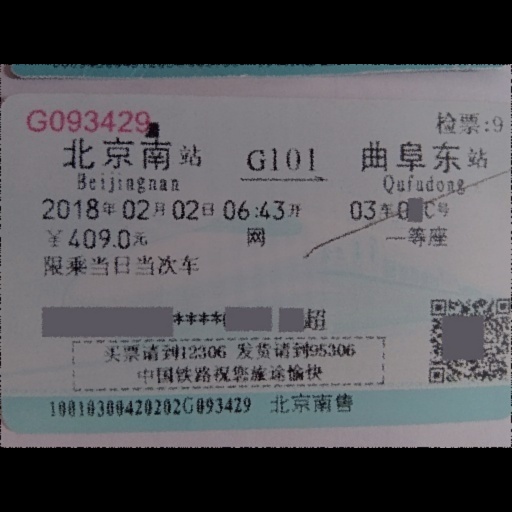 G093429
检票:9
北京南站 G101 曲阜东站
Beijingnan Qufudong
2018年02月02日 06:43开 03车0C号
￥409.0元 网 一等座
限乘当日当次车
**** 超
买票请到12306 发货请到95306
中国铁路祝您旅途愉快
10010300420202G093429 北京南售